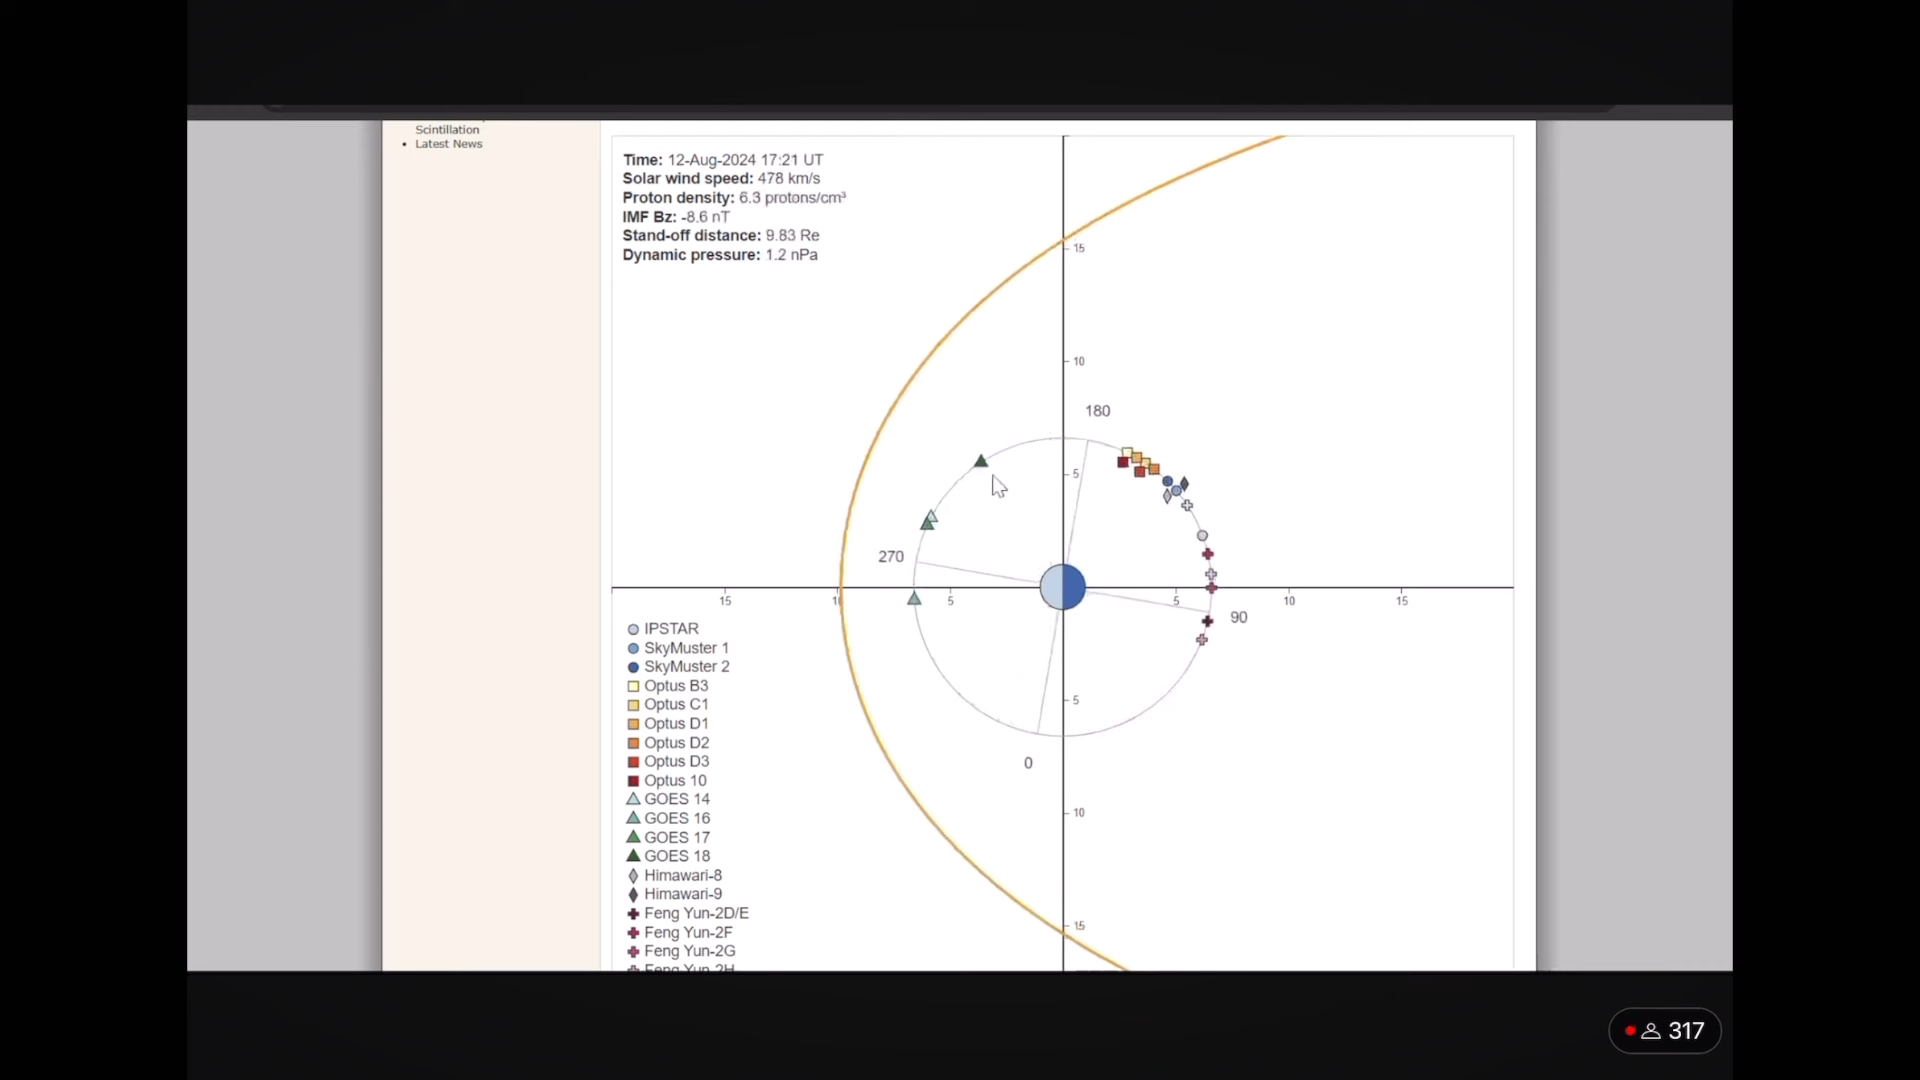 Scintillation
• Latest News
Time: 12-Aug-2024 17:21 UT
Solar wind speed: 478 km/s
Proton density: 6.3 protons/cm³
IMF Bz: -8.6 nT
Stand-off distance: 9.83 Re
Dynamic pressure: 1.2 nPa
15
10
180
5
270
15
10
5
5
10
15
90
IPSTAR
SkyMuster 1
SkyMuster 2
Optus B3
5
Optus C1
Optus D1
Optus D2
Optus D3
0
Optus 10
GOES 14
10
GOES 16
GOES 17
GOES 18
Himawari-8
Himawari-9
Feng Yun-2D/E
15
Feng Yun-2F
Feng Yun-2G
Feng Yun-2H
317